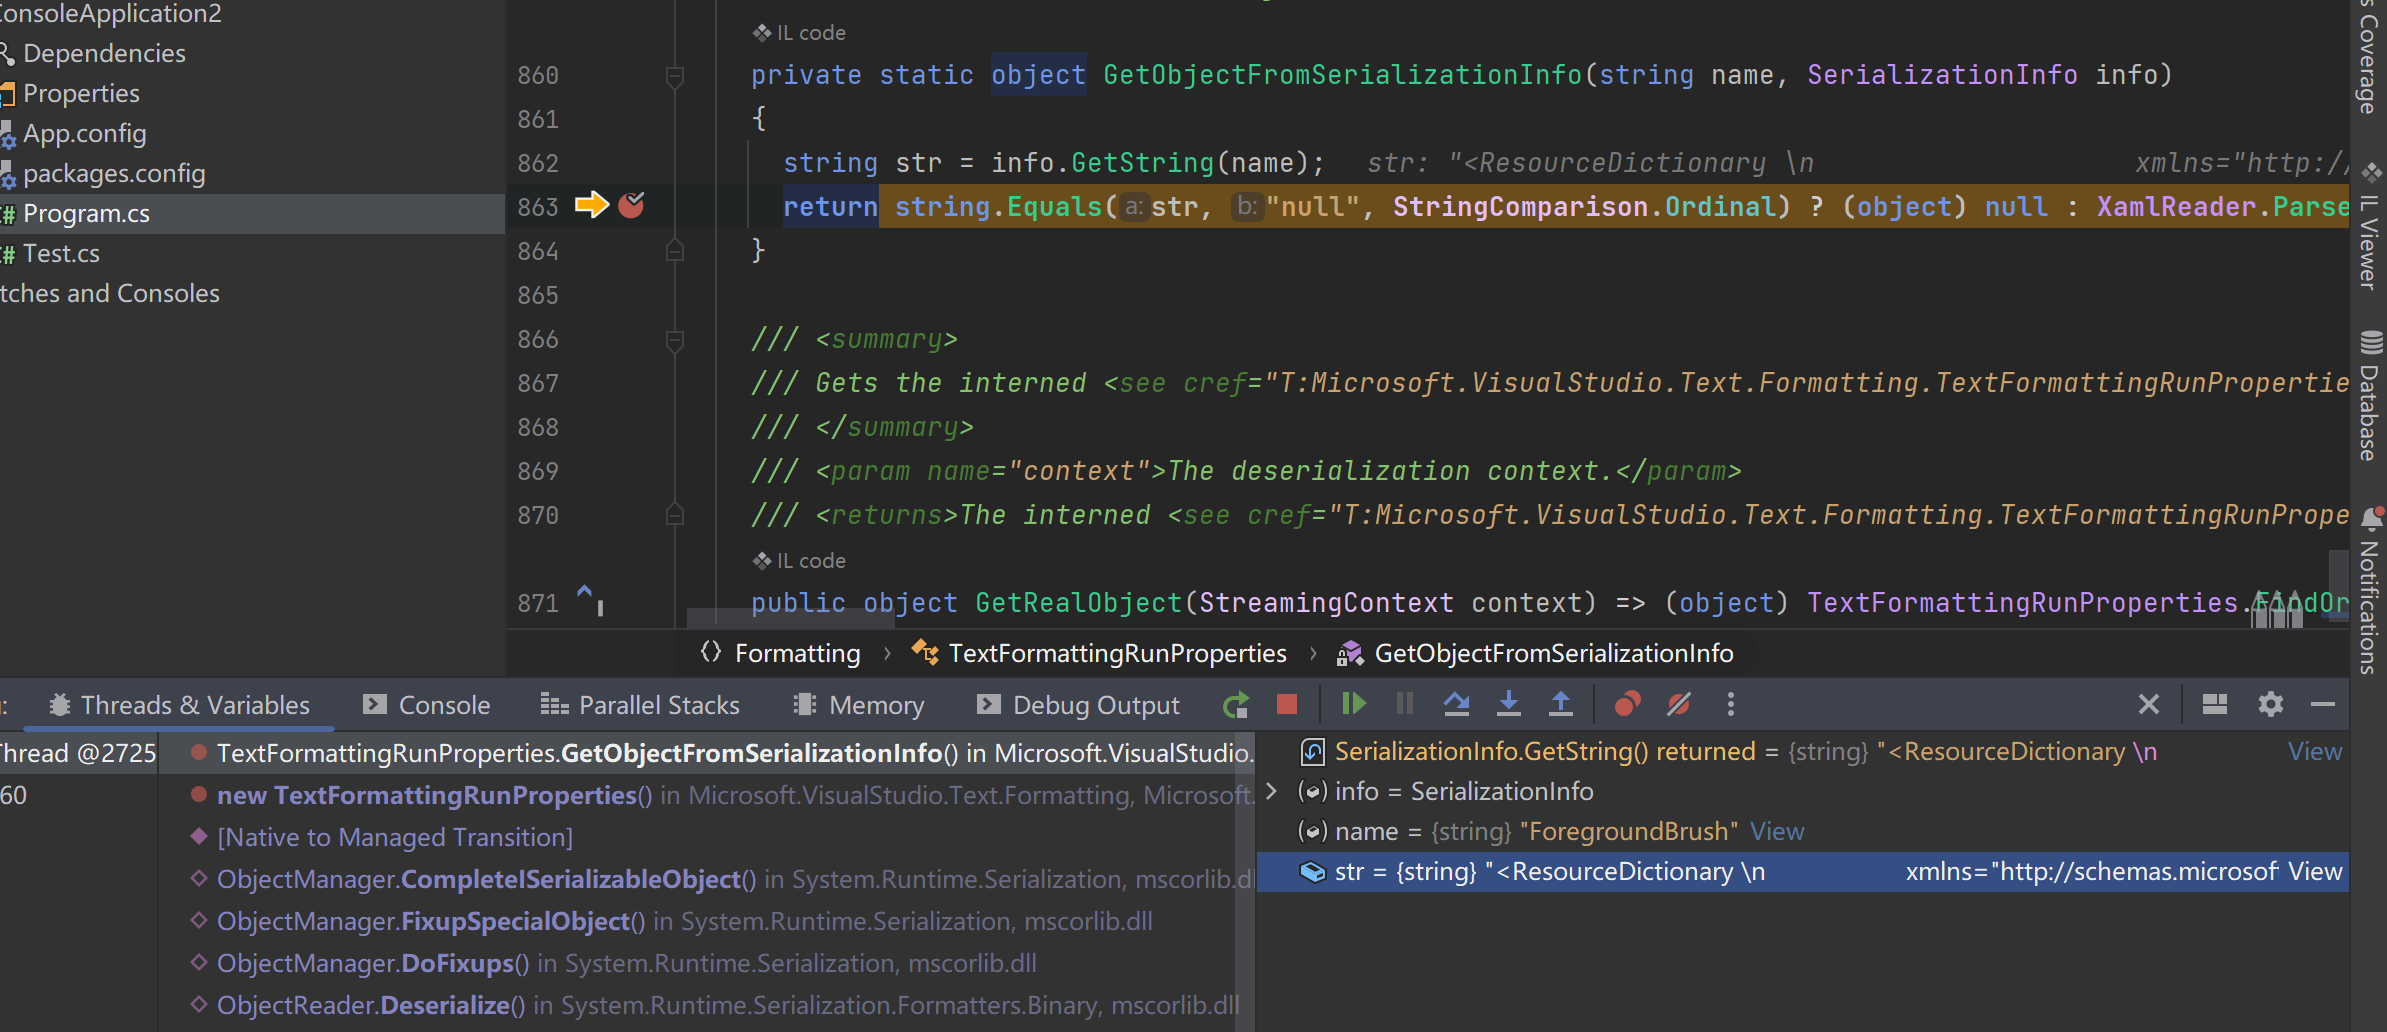 ConsoleApplication2
Dependencies
Properties
App.config
packages.config
Program.cs
Test.cs
tches and Consoles
IL code
860 private static object GetObjectFromSerializationInfo(string name, SerializationInfo info)
861 {
862 string str = info.GetString(name); str: "<ResourceDictionary \n xmlns="http:/
863 return string.Equals(a: str, b: "null", StringComparison.Ordinal) ? (object) null : XamlReader.Parse
864 }
865
866 /// <summary>
867 /// Gets the interned <see cref="T:Microsoft.VisualStudio.Text.Formatting.TextFormattingRunPropertie
868 /// </summary>
869 /// <param name="context">The deserialization context.</param>
870 /// <returns>The interned <see cref="T:Microsoft.VisualStudio.Text.Formatting.TextFormattingRunPrope
IL code
871 public object GetRealObject(StreamingContext context) => (object) TextFormattingRunProperties.FindOr
Formatting › TextFormattingRunProperties › GetObjectFromSerializationInfo
s Coverage
IL Viewer
Database
Notifications
: Threads & Variables Console Parallel Stacks Memory Debug Output
Thread @2725
60
TextFormattingRunProperties.GetObjectFromSerializationInfo() in Microsoft.VisualStudio.
new TextFormattingRunProperties() in Microsoft.VisualStudio.Text.Formatting, Microsoft.
[Native to Managed Transition]
ObjectManager.CompleteISerializableObject() in System.Runtime.Serialization, mscorlib.dl
ObjectManager.FixupSpecialObject() in System.Runtime.Serialization, mscorlib.dll
ObjectManager.DoFixups() in System.Runtime.Serialization, mscorlib.dll
ObjectReader.Deserialize() in System.Runtime.Serialization.Formatters.Binary, mscorlib.dll
SerializationInfo.GetString() returned = {string} "<ResourceDictionary \n View
info = SerializationInfo
name = {string} "ForegroundBrush" View
str = {string} "<ResourceDictionary \n xmlns="http://schemas.microsof View